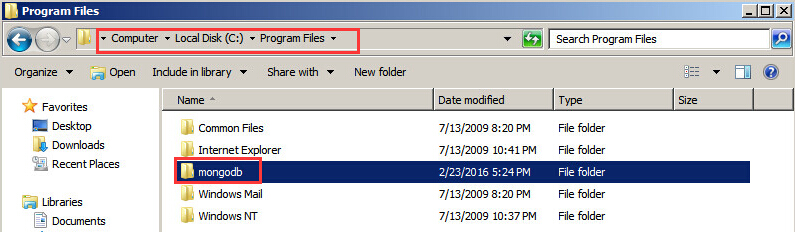 Program Files
Computer Local Disk (C:) Program Files Search Program Files
Organize Open Include in library Share with New folder
Favorites
Desktop
Downloads
Recent Places
Libraries
Documents
Name Date modified Type Size
Common Files 7/13/2009 8:20 PM File folder
Internet Explorer 7/13/2009 10:41 PM File folder
mongodb 2/23/2016 5:24 PM File folder
Windows Mail 7/13/2009 8:20 PM File folder
Windows NT 7/13/2009 10:37 PM File folder